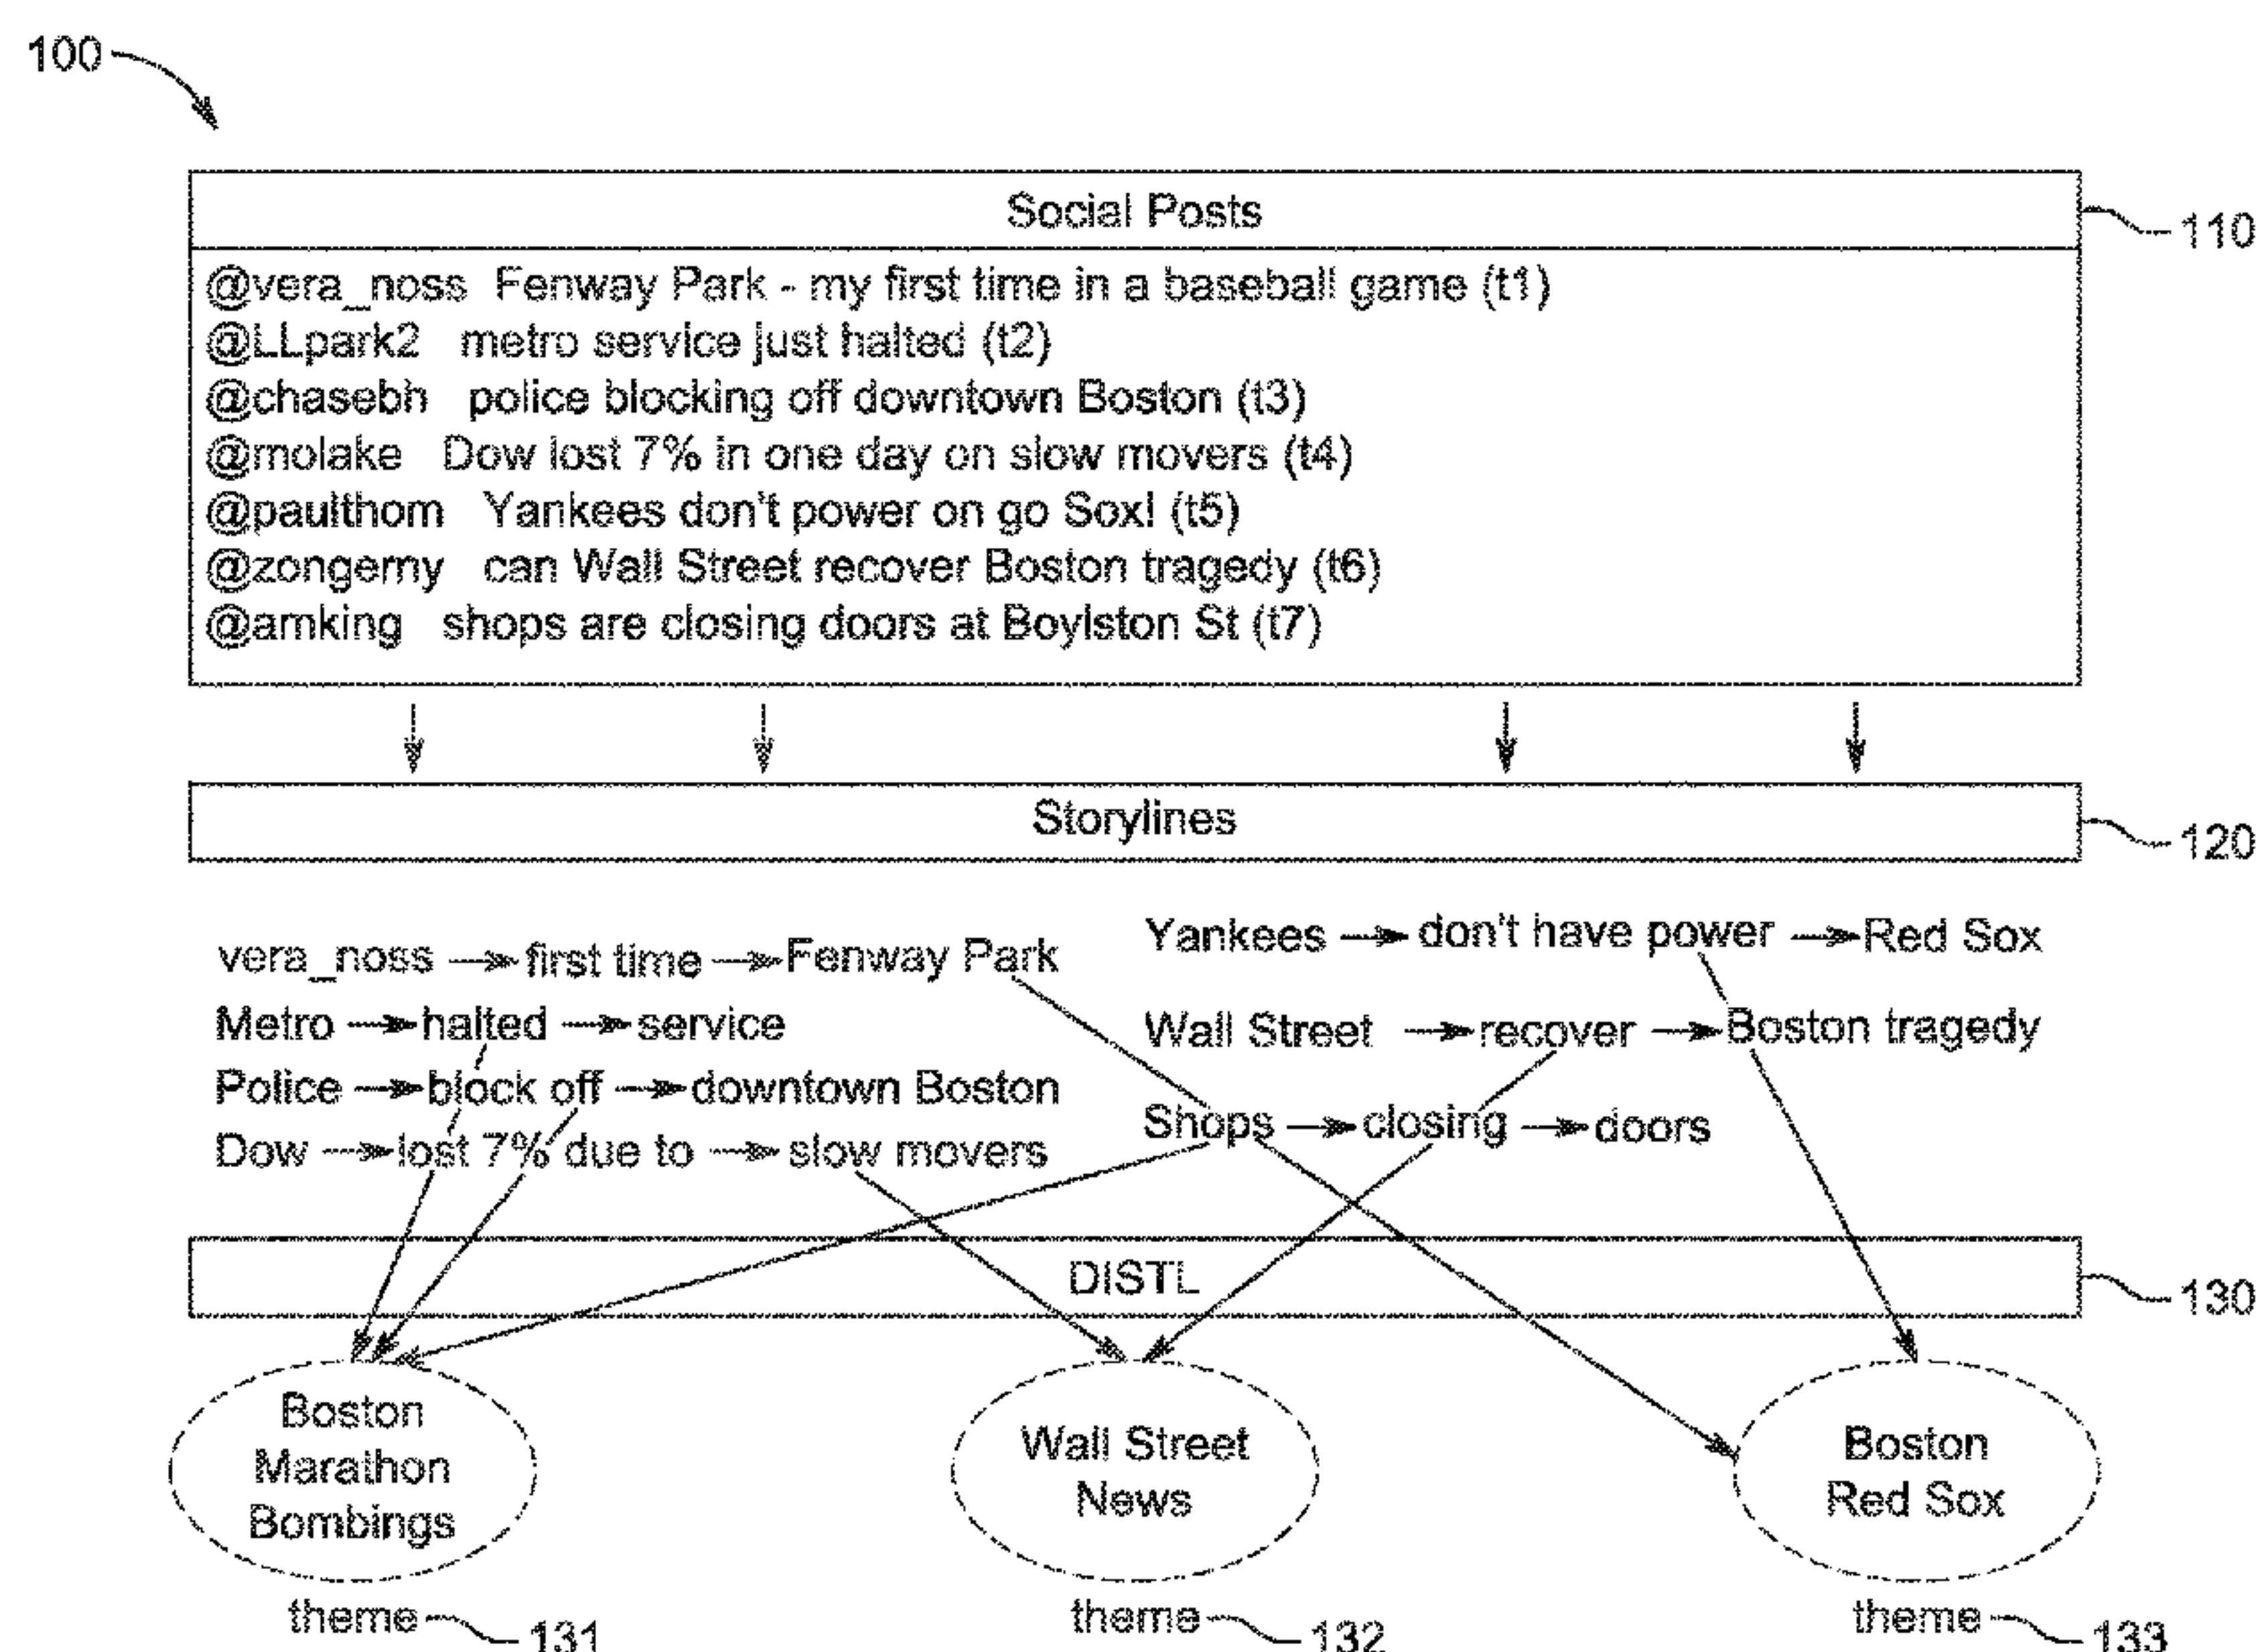 100
Social Posts
110
@vera_noss Fenway Park - my first time in a baseball game (t1)
@LLpark2 metro service just halted (t2)
@chasebh police blocking off downtown Boston (t3)
@molake Dow lost 7% in one day on slow movers (t4)
@paulthom Yankees don't power on go Sox! (t5)
@zongemy can Wall Street recover Boston tragedy (t6)
@amking shops are closing doors at Boylston St (t7)
Storylines
120
vera_noss → first time → Fenway Park
Metro → halted → service
Police → block off → downtown Boston
Dow → lost 7% due to → slow movers
Yankees → don't have power → Red Sox
Wall Street → recover → Boston tragedy
Shops → closing → doors
DISTL
130
Boston
Marathon
Bombings
theme 131
Wall Street
News
theme 132
Boston
Red Sox
theme 133